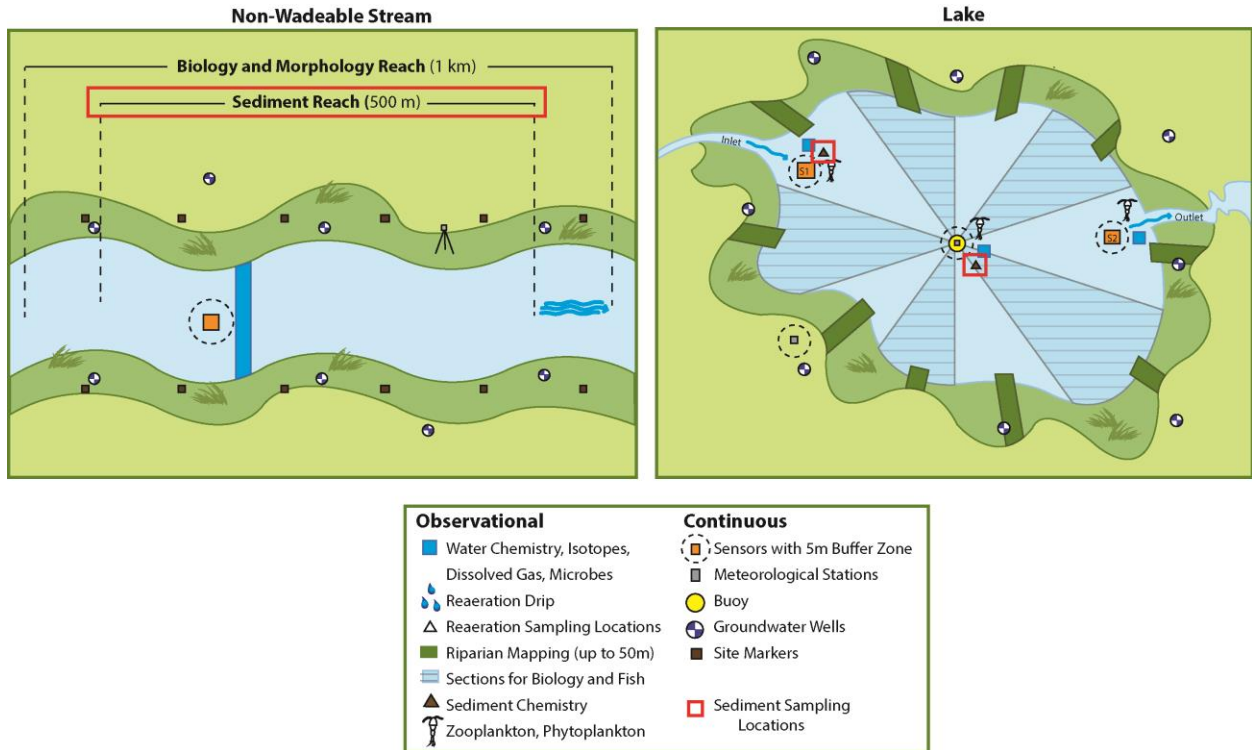 Non-Wadeable Stream
Biology and Morphology Reach (1 km)
Sediment Reach (500 m)
Lake
Inlet
S1
S2
Outlet
Observational
Water Chemistry, Isotopes,
Dissolved Gas, Microbes
Reaeration Drip
Reaeration Sampling Locations
Riparian Mapping (up to 50m)
Sections for Biology and Fish
Sediment Chemistry
Zooplankton, Phytoplankton
Continuous
Sensors with 5m Buffer Zone
Meteorological Stations
Buoy
Groundwater Wells
Site Markers
Sediment Sampling
Locations